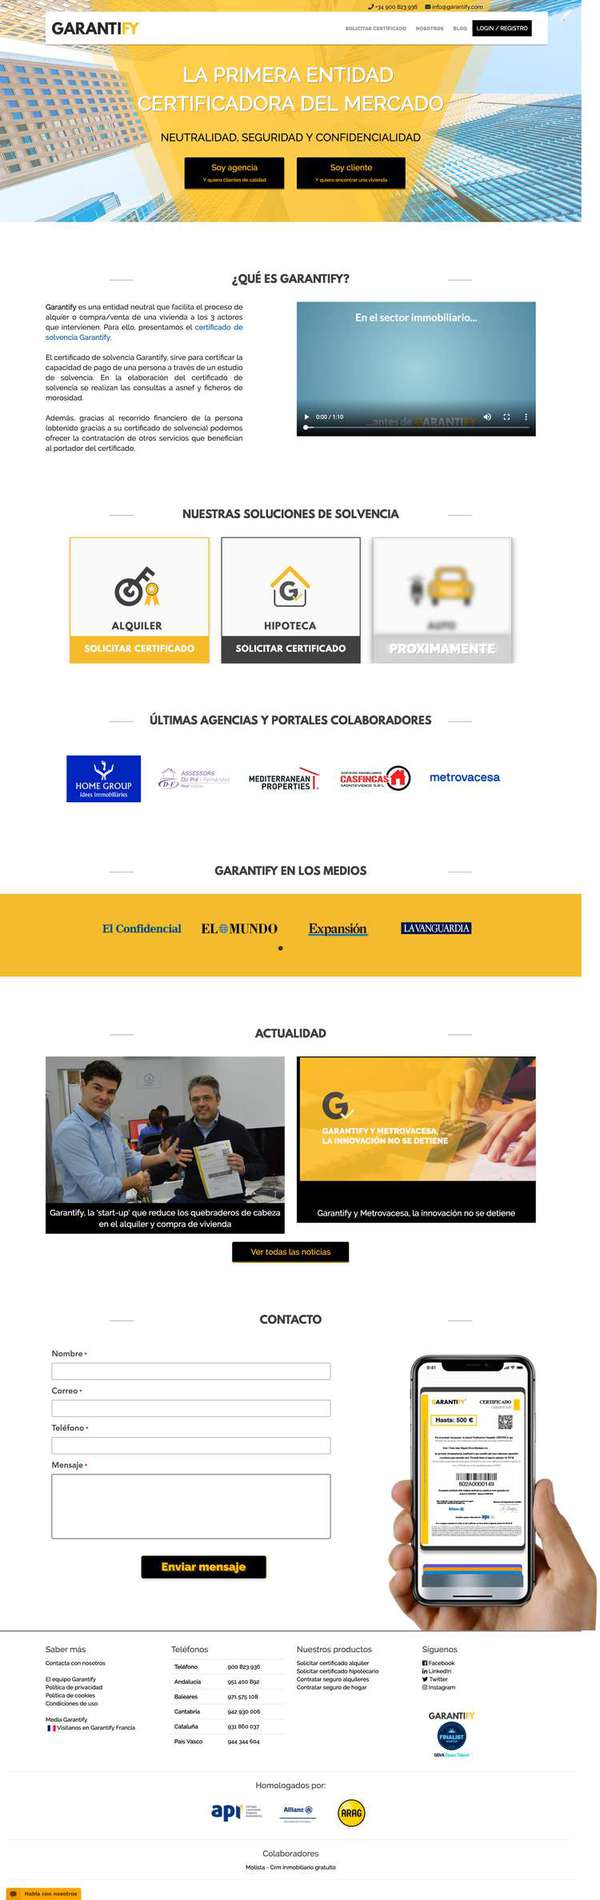 +34 900 823 936 info@garantify.com
GARANTIFY
SOLICITAR CERTIFICADO NOSOTROS BLOG LOGIN / REGISTRO
LA PRIMERA ENTIDAD
CERTIFICADORA DEL MERCADO
NEUTRALIDAD, SEGURIDAD Y CONFIDENCIALIDAD
Soy agencia
Y quiero clientes de calidad
Soy cliente
Y quiero encontrar una vivienda
¿QUÉ ES GARANTIFY?
Garantify es una entidad neutral que facilita el proceso de
alquier o compra/venta de una vivienda a los 3 actores
que intervienen. Para ello, presentamos el certificado de
solvencia Garantify.
El certificado de solvencia Garantify, sirve para certificar la
capacidad de pago de una persona a través de un estudio
de solvencia. En la elaboración del certificado de
solvencia se realizan las consultas a asnef y ficheros de
morosidad.
Además, gracias al recorrido financiero de la persona
(obtenido gracias a su certificado de solvencia) podemos
ofrecer la contratación de otros servicios que benefician
al portador del certificado.
En el sector inmobiliario...
...antes de GARANTIFY
0:00 / 1:10
NUESTRAS SOLUCIONES DE SOLVENCIA
ALQUILER
SOLICITAR CERTIFICADO
HIPOTECA
SOLICITAR CERTIFICADO
AUTO
PROXIMAMENTE
ÚLTIMAS AGENCIAS Y PORTALES COLABORADORES
HOME GROUP
Idees Immobiliàries
ASSESSORS
MEDITERRANEAN
PROPERTIES
CASFINCAS
metrovacesa
GARANTIFY EN LOS MEDIOS
El Confidencial
EL MUNDO
Expansión
LA VANGUARDIA
ACTUALIDAD
Garantify, la 'start-up' que reduce los quebraderos de cabeza
en el alquiler y compra de vivienda
GARANTIFY Y METROVACESA,
LA INNOVACIÓN NO SE DETIENE
Garantify y Metrovacesa, la innovación no se detiene
Ver todas las noticias
CONTACTO
Nombre *
Correo *
Teléfono *
Mensaje *
Enviar mensaje
9:41
GARANTIFY
CERTIFICADO
Hasta: 500 €
802A0000149
Allianz
Saber más
Contacta con nosotros
El equipo Garantify
Política de privacidad
Politica de cookies
Condiciones de uso
Media Garantify
Visítanos en Garantify Francia
Teléfonos
Teléfono 900 823 936
Andalucía 951 400 892
Baleares 971 575 108
Cantabria 942 930 006
Cataluña 931 860 037
País Vasco 944 344 604
Nuestros productos
Solicitar certificado alquiler
Solicitar certificado hipotecario
Contratar seguro alquileres
Contratar seguro de hogar
Síguenos
Facebook
LinkedIn
Twitter
Instagram
GARANTIFY
FINALIST
BBVA Open Talent
Homologados por:
api
Allianz
ARAG
Colaboradores
Molista - Crm inmobiliario gratuito
Habla con nosotros